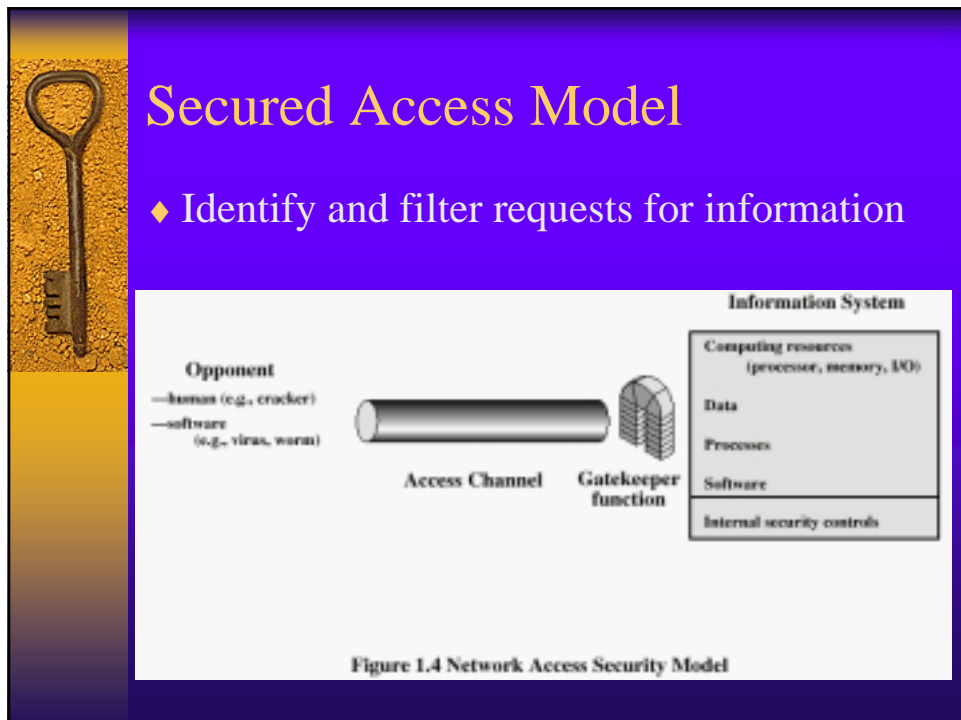 Secured Access Model
♦ Identify and filter requests for information
Information System
Opponent
—human (e.g., cracker)
—software
(e.g., virus, worm)
Access Channel
Gatekeeper
function
Computing resources
(processor, memory, I/O)
Data
Processes
Software
Internal security controls
Figure 1.4 Network Access Security Model